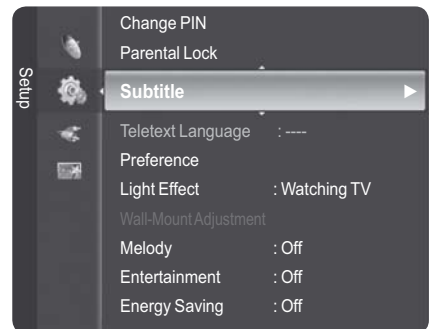 Setup
Change PIN
Parental Lock
Subtitle
Teletext Language : ----
Preference
Light Effect : Watching TV
Wall-Mount Adjustment
Melody : Off
Entertainment : Off
Energy Saving : Off